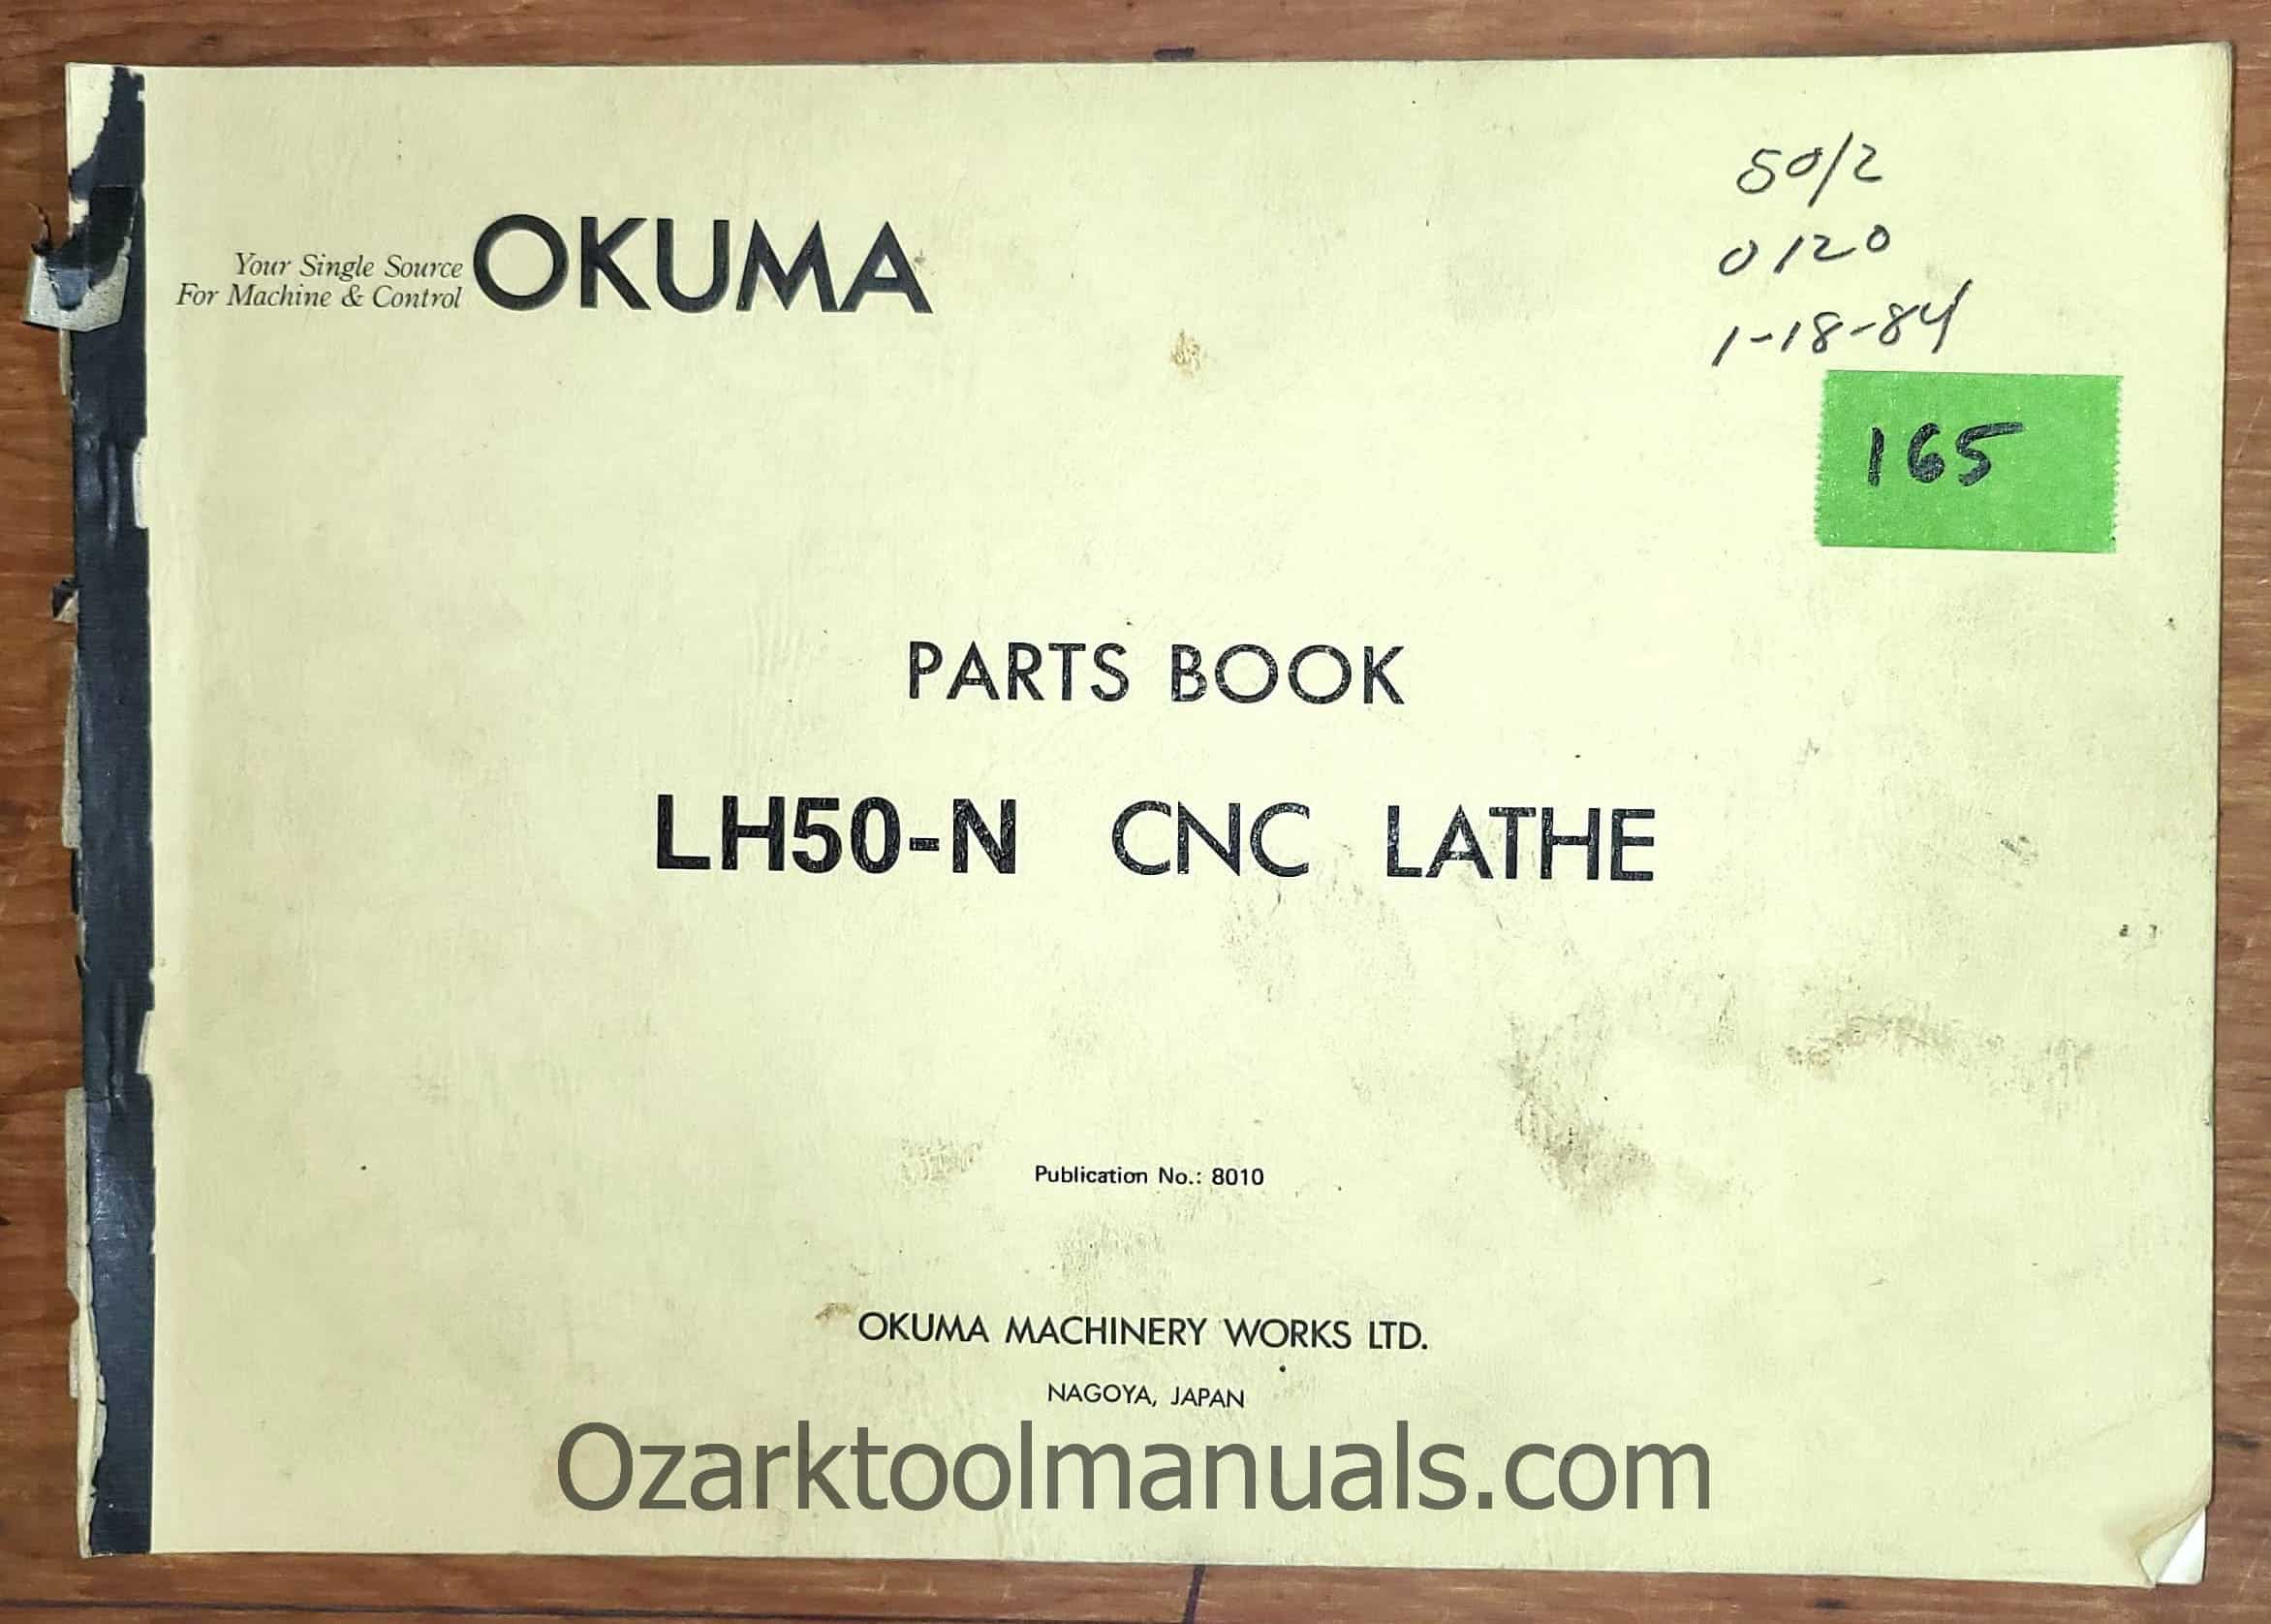 Your Single Source
For Machine & Control
OKUMA
50/2
0120
1-18-84
165
PARTS BOOK
LH50-N CNC LATHE
Publication No.: 8010
OKUMA MACHINERY WORKS LTD.
NAGOYA, JAPAN
Ozarktoolmanuals.com